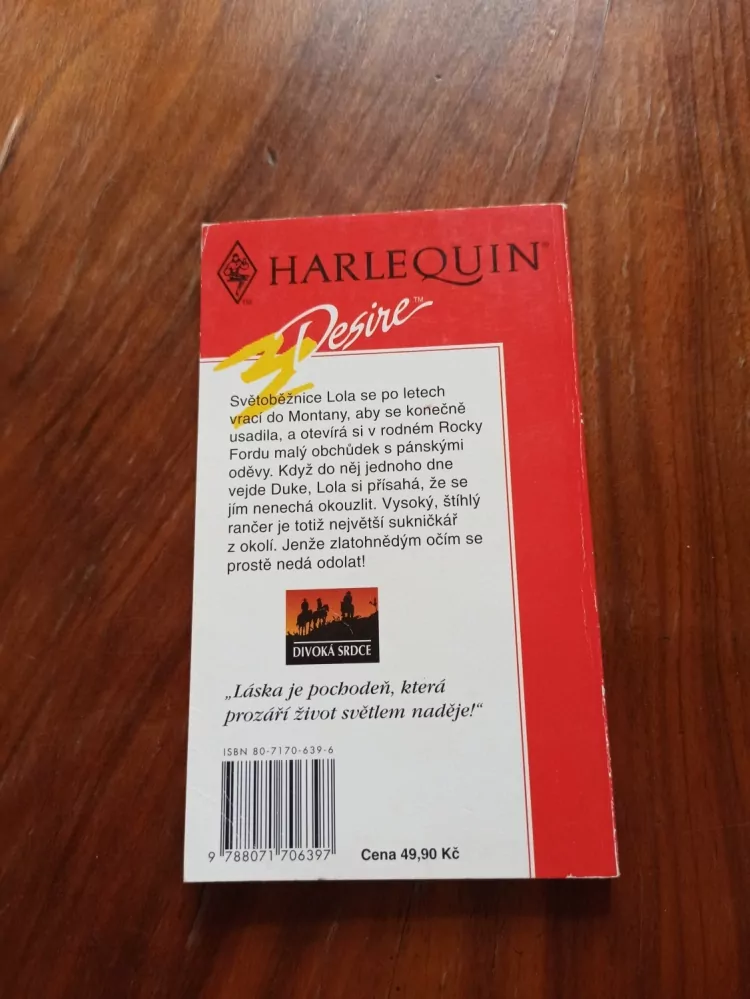 HARLEQUIN™
Desire™
Světoběžnice Lola se po letech
vrací do Montany, aby se konečně
usadila, a otevírá si v rodném Rocky
Fordu malý obchůdek s pánskými
oděvy. Když do něj jednoho dne
vejde Duke, Lola si přísahá, že se
jím nenechá okouzlit. Vysoký, štíhlý
rančer je totiž největší sukničkář
z okolí. Jenže zlatohnědým očím se
prostě nedá odolat!
DIVOKÁ SRDCE
„Láska je pochodeň, která
prozáří život světlem naděje!“
ISBN 80-7170-639-6
9 788071 706397
Cena 49,90 Kč